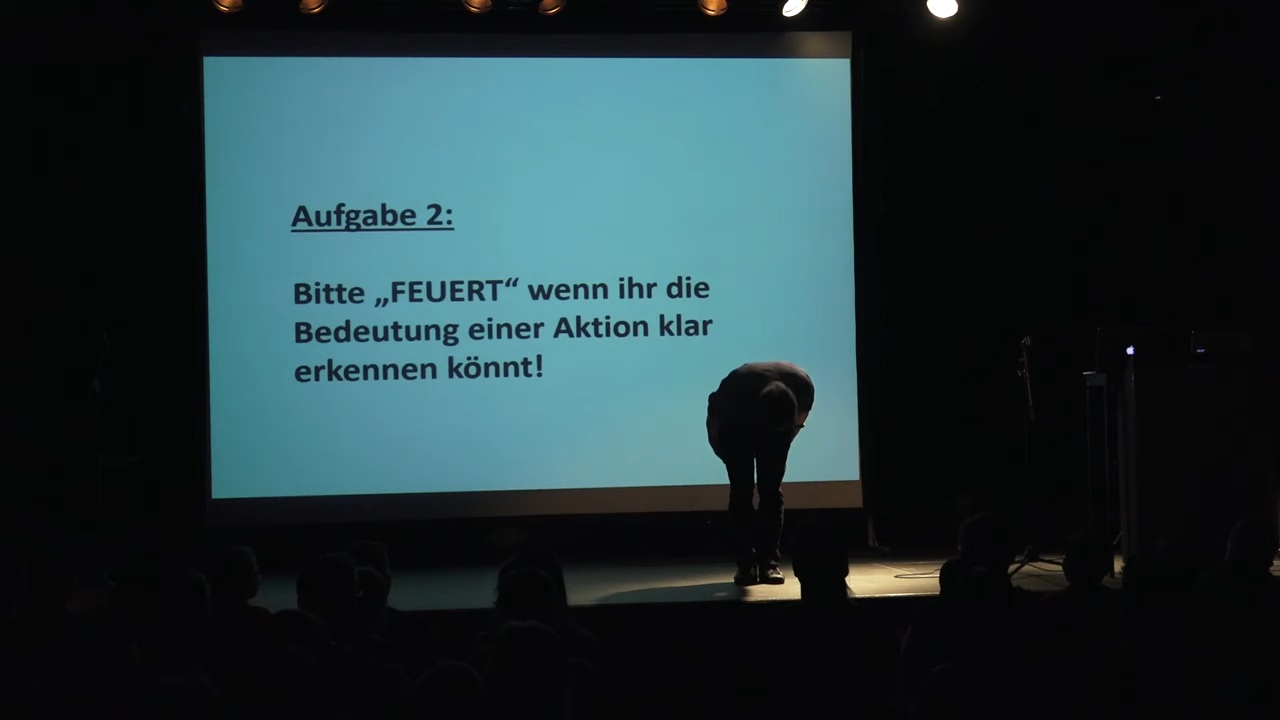 Aufgabe 2:
Bitte „FEUERT“ wenn ihr die
Bedeutung einer Aktion klar
erkennen könnt!